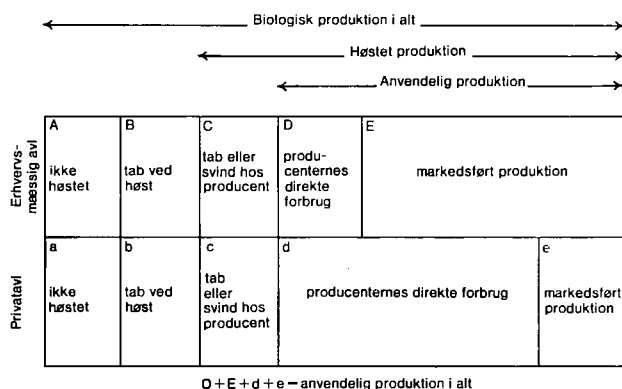 Biologisk produktion i alt
Høstet produktion
Anvendelig produktion
Erhvervs-
mæssig avl
A
ikke
høstet
B
tab ved
høst
C
tab eller
svind hos
producent
D
produ-
centernes
direkte
forbrug
E
markedsført produktion
Privatavl
a
ikke
høstet
b
tab ved
høst
c
tab
eller
svind hos
producent
d
producenternes direkte forbrug
e
markedsført
produktion
D + E + d + e — anvendelig produktion i alt